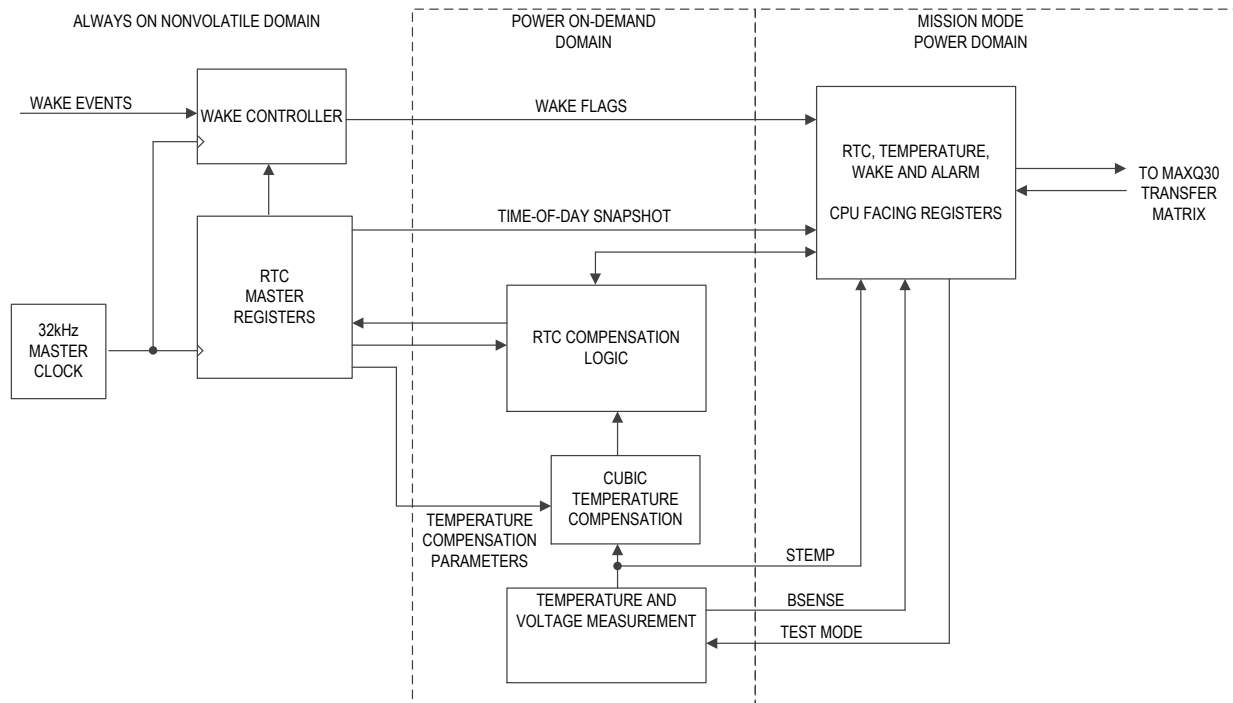 ALWAYS ON NONVOLATILE DOMAIN
POWER ON-DEMAND
DOMAIN
MISSION MODE
POWER DOMAIN
WAKE EVENTS
WAKE CONTROLLER
WAKE FLAGS
RTC, TEMPERATURE,
WAKE AND ALARM
CPU FACING REGISTERS
TO MAXQ30
TRANSFER
MATRIX
TIME-OF-DAY SNAPSHOT
RTC
MASTER
REGISTERS
32kHz
MASTER
CLOCK
RTC COMPENSATION
LOGIC
CUBIC
TEMPERATURE
COMPENSATION
TEMPERATURE
COMPENSATION
PARAMETERS
STEMP
TEMPERATURE AND
VOLTAGE MEASUREMENT
BSENSE
TEST MODE